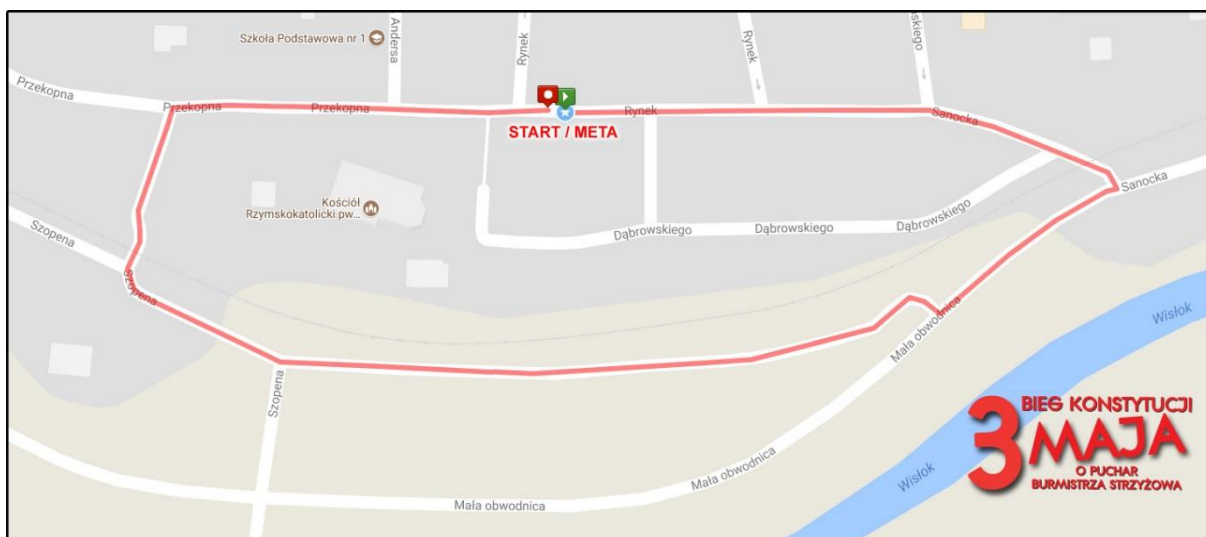 Szkoła Podstawowa nr 1
Andersa
Rynek
Rynek
skiego
Przekopna
Przekopna
Przekopna
START / META
Rynek
Sanocka
Sanocka
Kościół
Rzymskokatolicki pw...
Szopena
Szopena
Dąbrowskiego
Dąbrowskiego
Dąbrowskiego
Wisłok
Mała obwodnica
Szopena
Mała obwodnica
Mała obwodnica
Wisłok
3 BIEG KONSTYTUCJI
MAJA
O PUCHAR
BURMISTRZA STRZYŻOWA